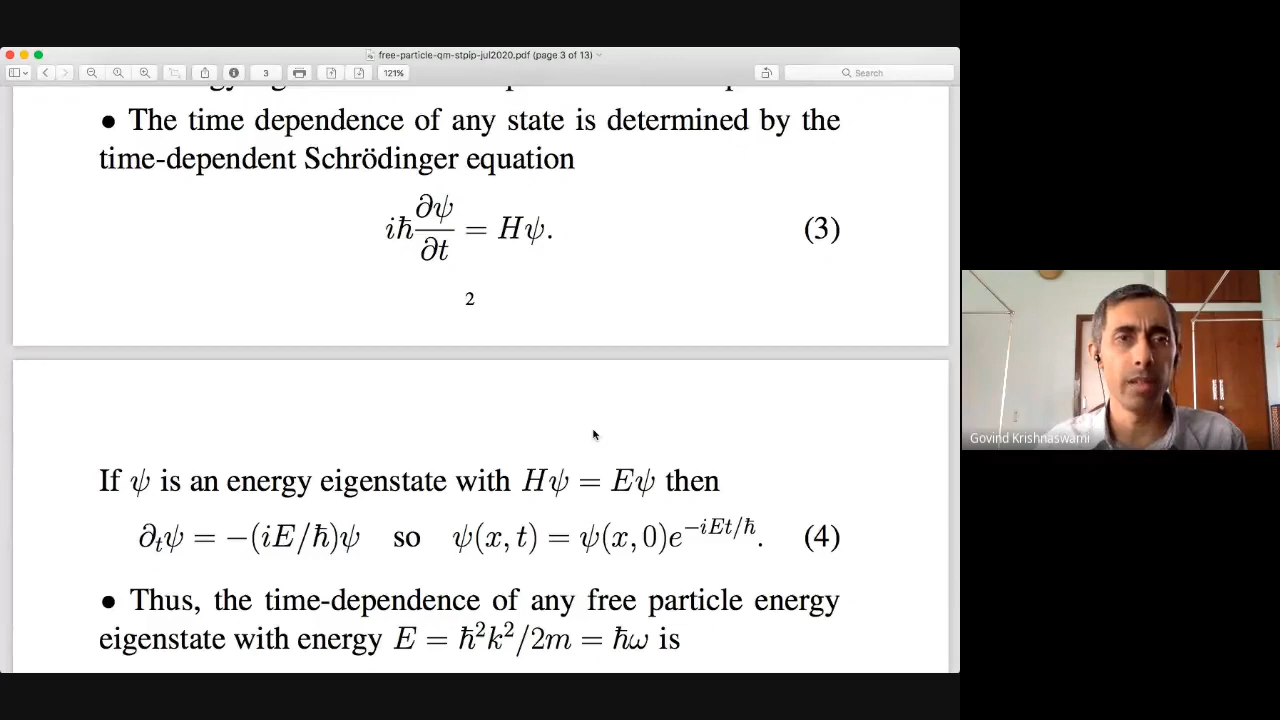 free-particle-qm-stpip-jul2020.pdf (page 3 of 13)
3
121%
Search
• The time dependence of any state is determined by the
time-dependent Schrödinger equation
iℏ ∂ψ/∂t = Hψ. (3)
2
If ψ is an energy eigenstate with Hψ = Eψ then
∂ₜψ = −(iE/ℏ)ψ so ψ(x, t) = ψ(x, 0)e^{−iEt/ℏ}. (4)
• Thus, the time-dependence of any free particle energy
eigenstate with energy E = ℏ²k²/2m = ℏω is
Govind Krishnaswami